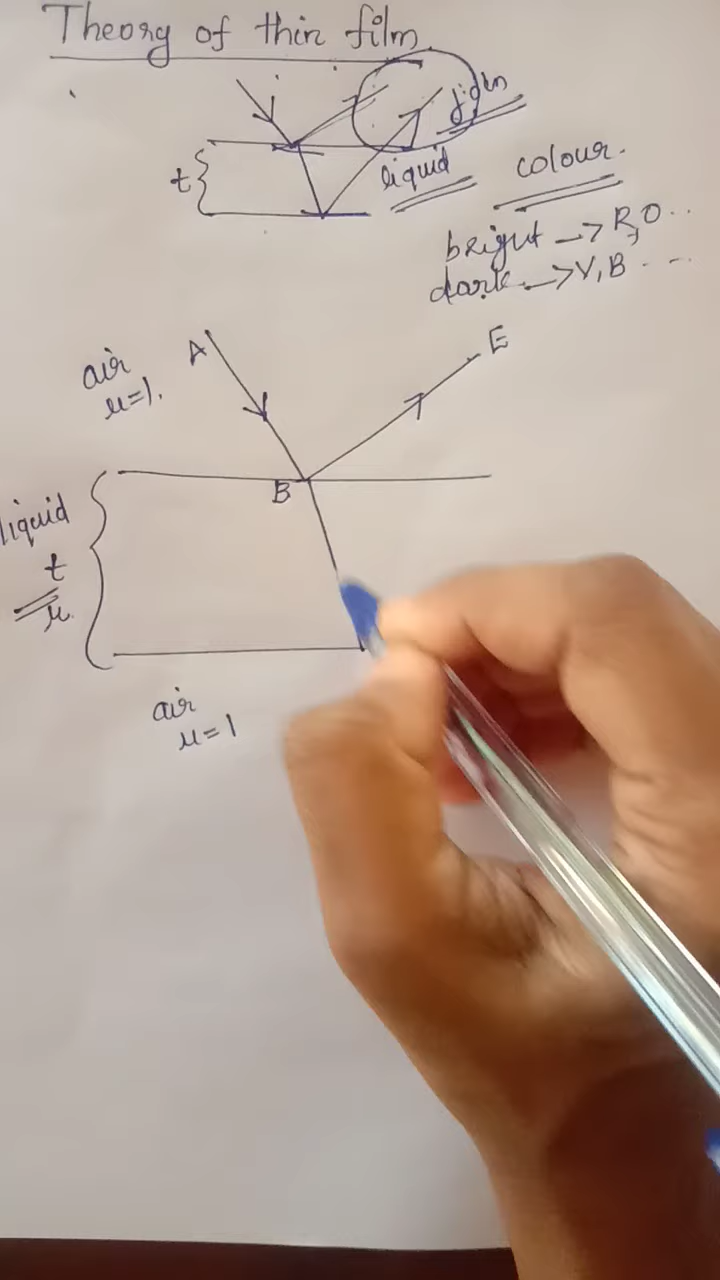 Theory of thin film
t
liquid
colour.
bright → R, O..
dark → V, B - --
air
μ=1.
A
E
B
liquid
t
μ
air
μ=1